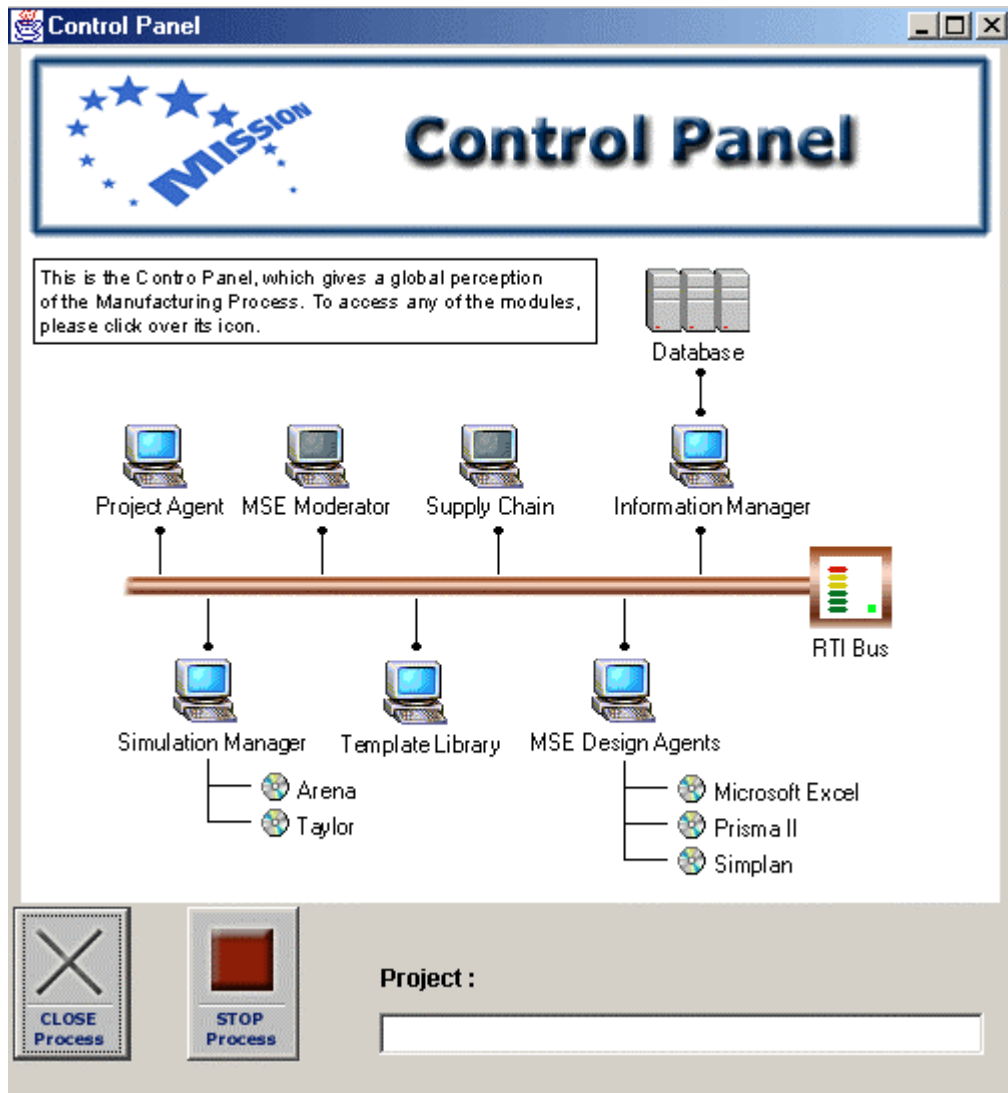 Control Panel
MISSION
Control Panel
This is the Contro Panel, which gives a global perception
of the Manufacturing Process. To access any of the modules,
please click over its icon.
Database
Project Agent
MSE Moderator
Supply Chain
Information Manager
RTI Bus
Simulation Manager
Template Library
MSE Design Agents
Arena
Taylor
Microsoft Excel
Prisma II
Simplan
CLOSE
Process
STOP
Process
Project :